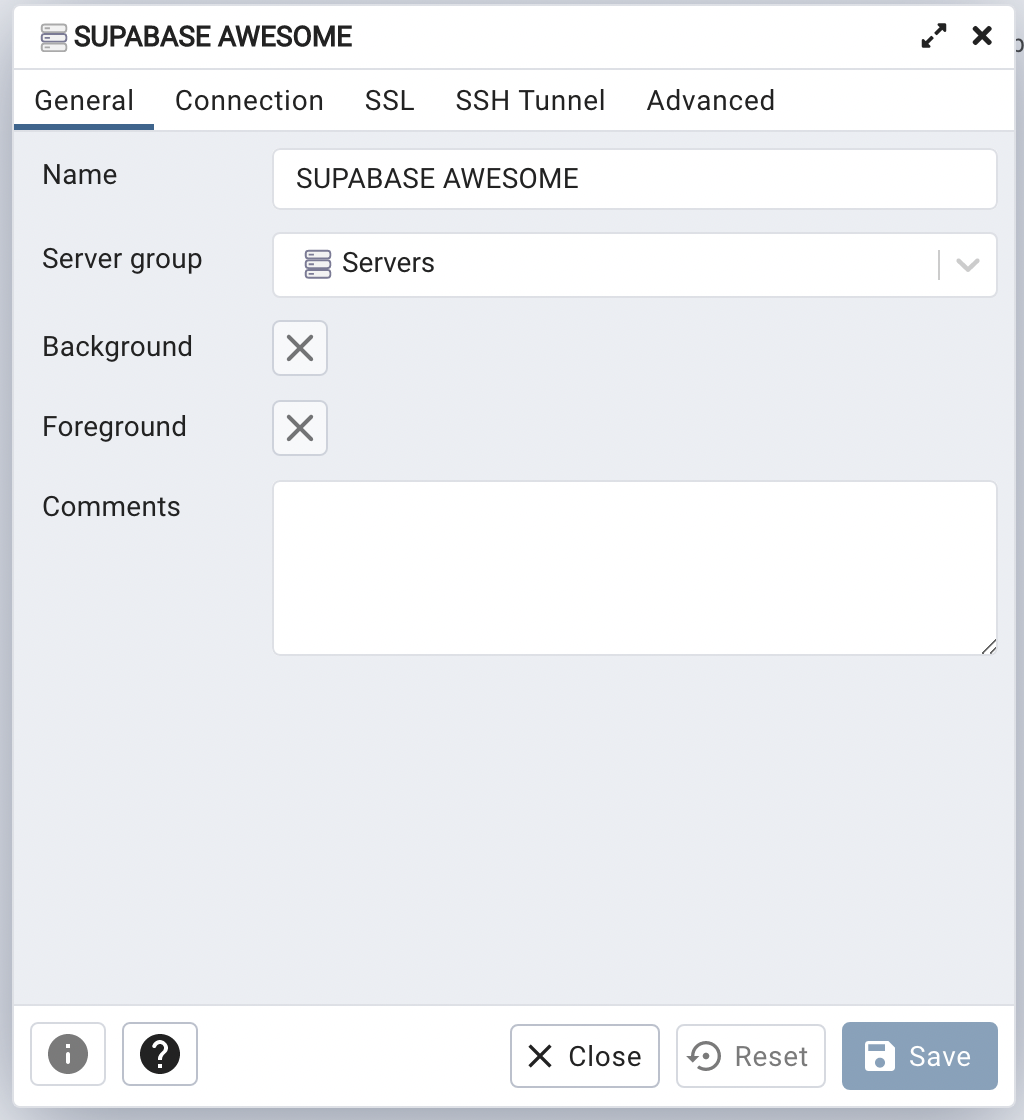 SUPABASE AWESOME
General Connection SSL SSH Tunnel Advanced
Name SUPABASE AWESOME
Server group Servers
Background
Foreground
Comments
Close Reset Save